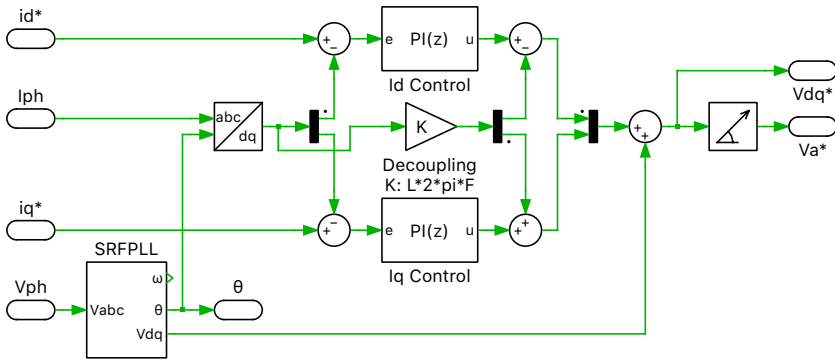 id*
e PI(z) u
Id Control
Vdq*
Iph
abc
dq
K
Va*
Decoupling
K: L*2*pi*F
iq*
e PI(z) u
Iq Control
SRFPLL
ω
Vph
Vabc
θ
Vdq
θ